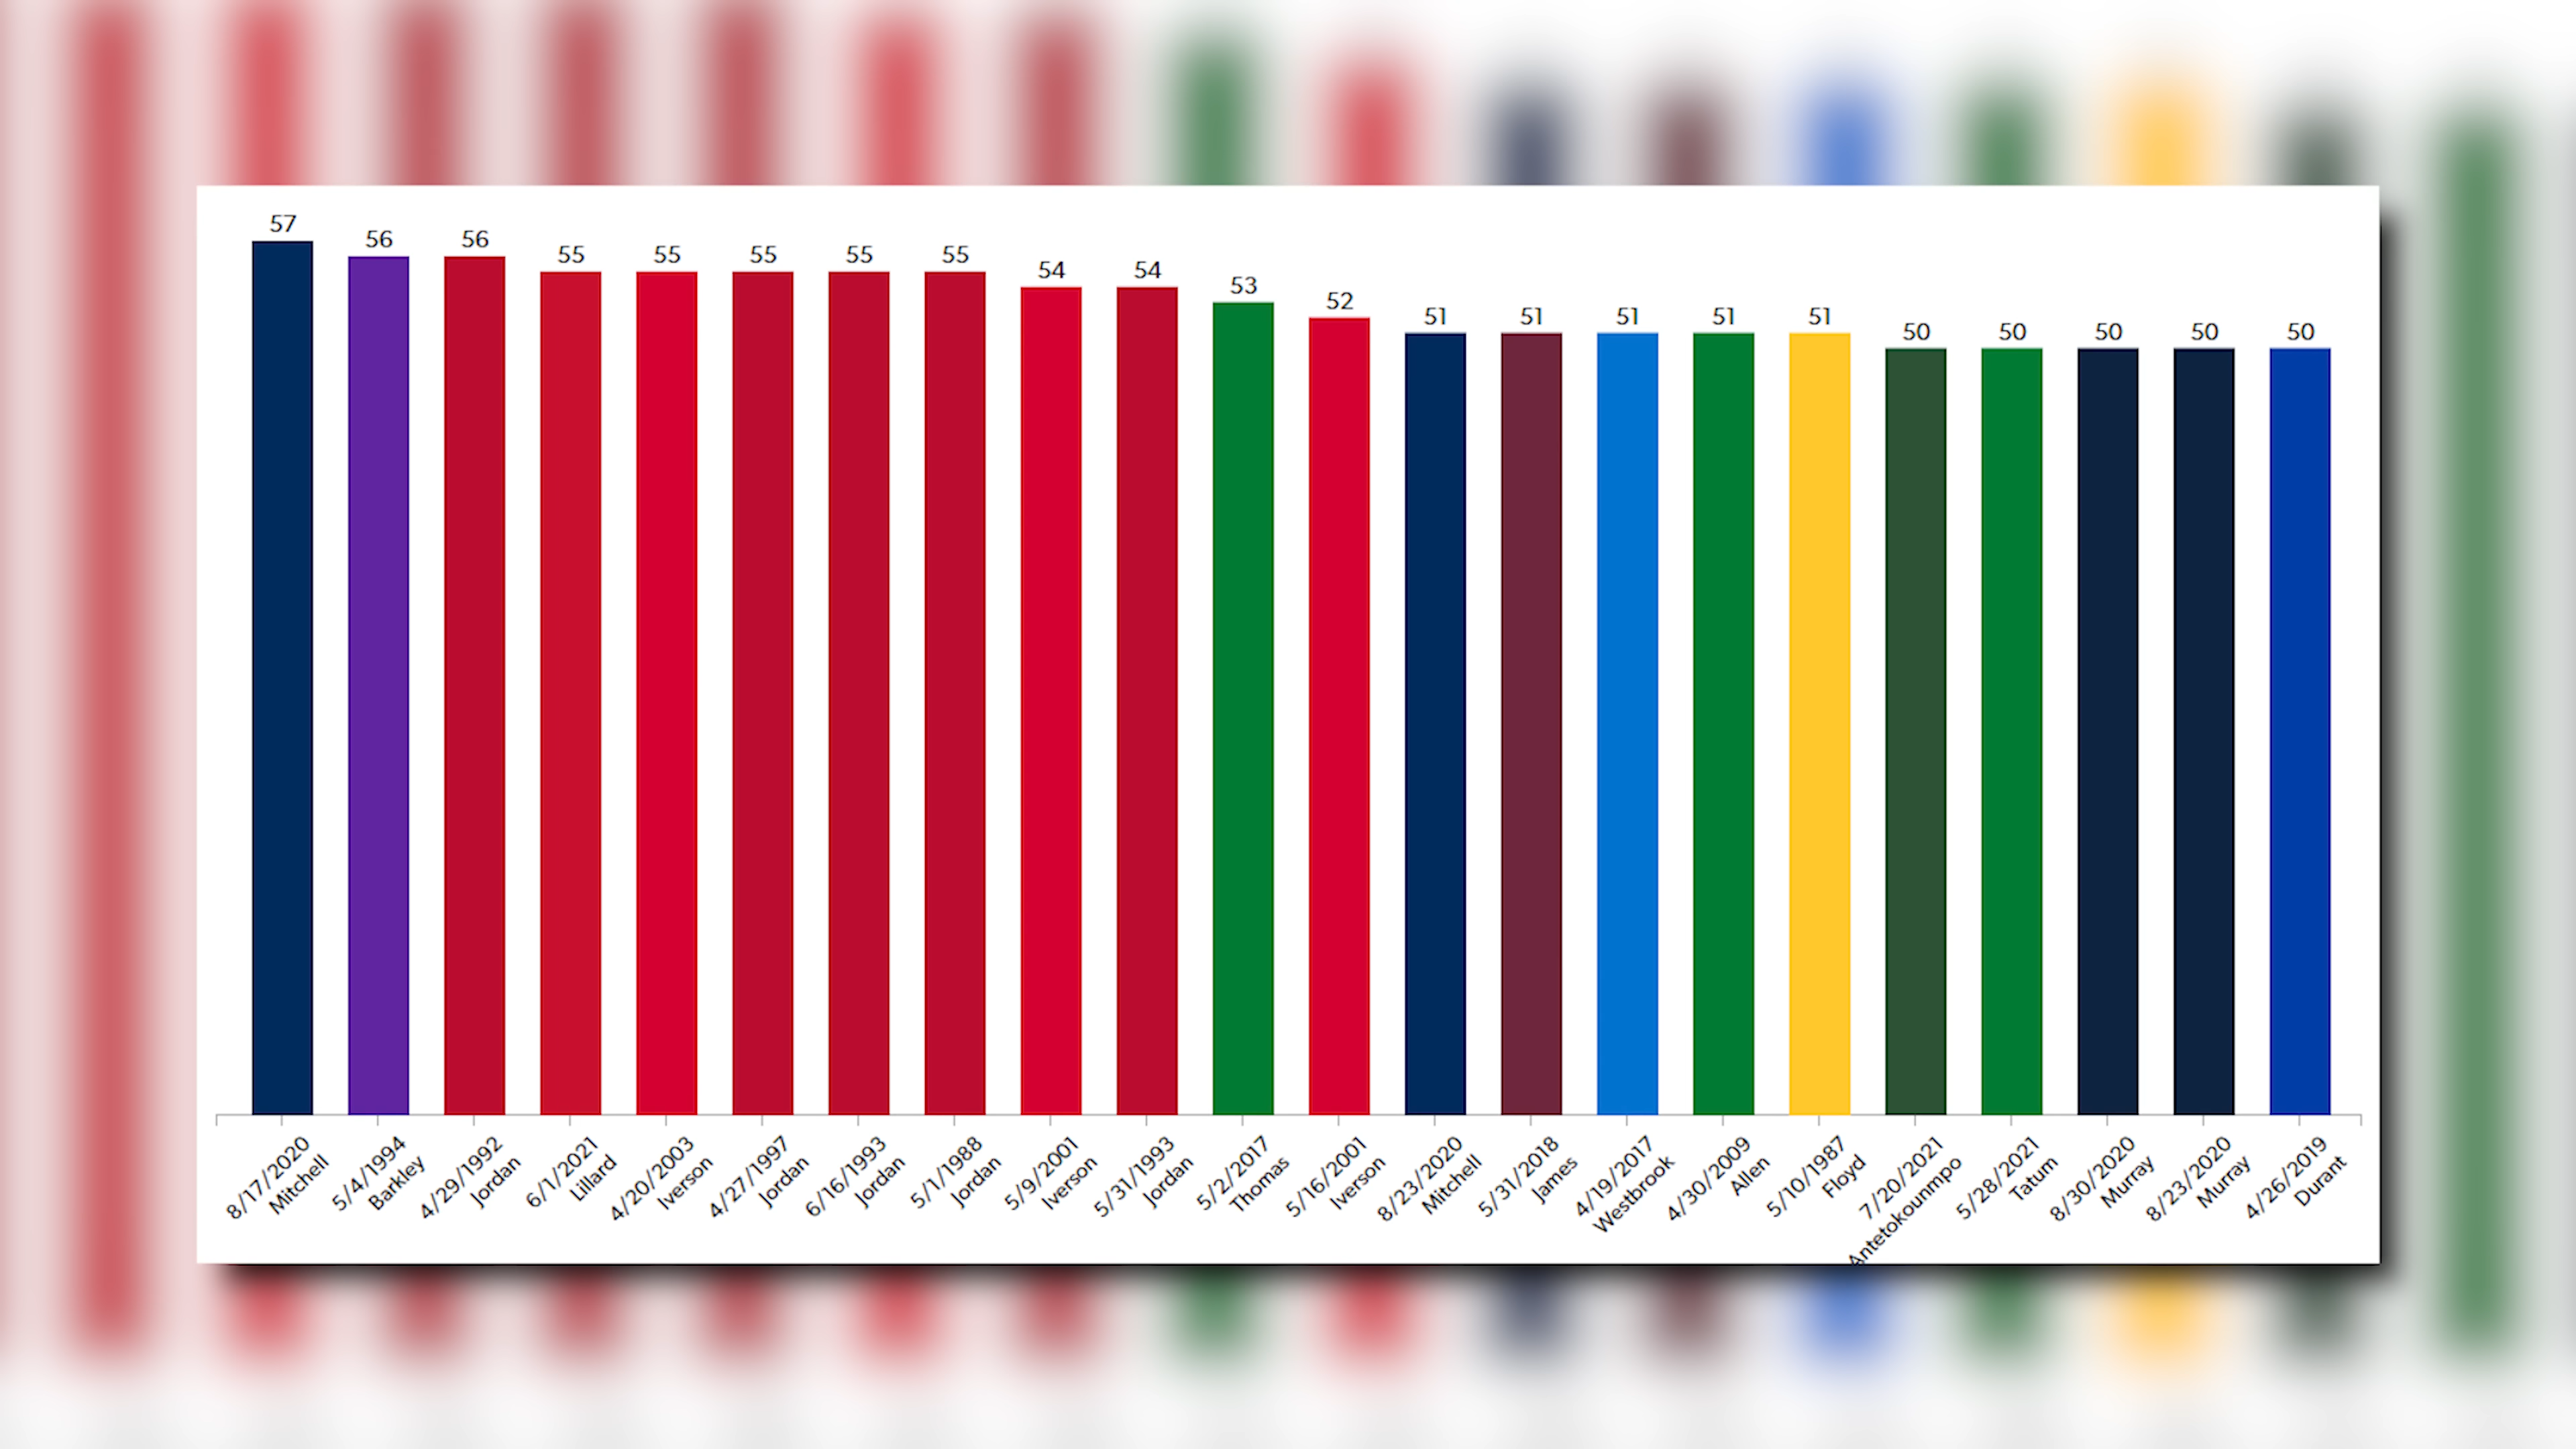 57
56
56
55
55
55
55
55
54
54
53
52
51
51
51
51
51
50
50
50
50
50
8/17/2020
Mitchell
5/4/1994
Barkley
4/29/1992
Jordan
6/1/2021
Lillard
4/20/2003
Iverson
4/27/1997
Jordan
6/16/1993
Jordan
5/1/1988
Jordan
5/9/2001
Iverson
5/31/1993
Jordan
5/2/2017
Thomas
5/16/2001
Iverson
8/23/2020
Mitchell
5/31/2018
James
4/19/2017
Westbrook
4/30/2009
Allen
5/10/1987
Floyd
7/20/2021
Antetokounmpo
5/28/2021
Tatum
8/30/2020
Murray
8/23/2020
Murray
4/26/2019
Durant